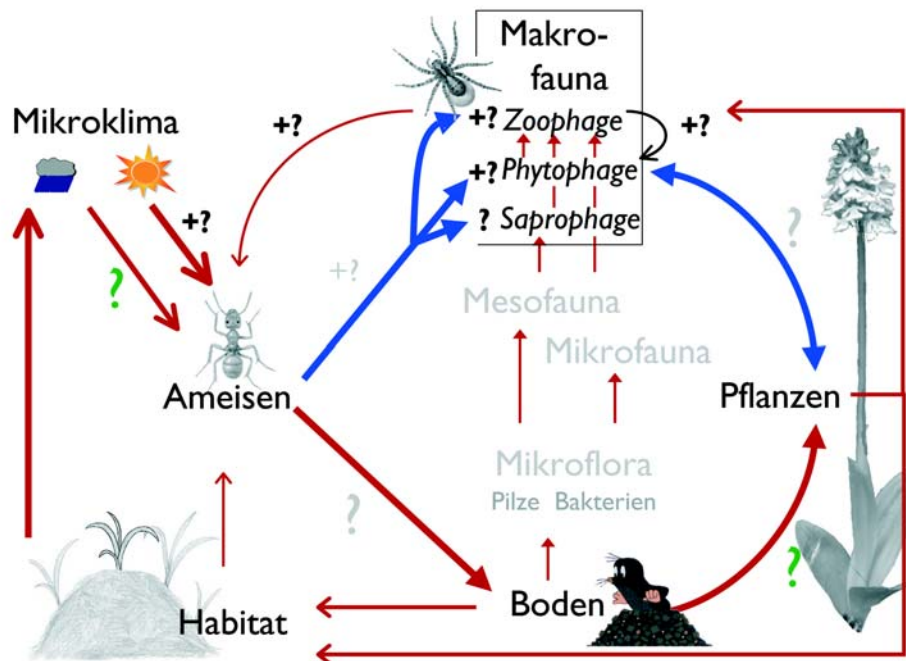 Makro-
fauna
Mikroklima
+?
+? Zoophage +?
+? Phytophage
+?
? Saprophage
?
+?
?
Mesofauna
Mikrofauna
Ameisen
Pflanzen
Mikroflora
Pilze Bakterien
?
?
Boden
Habitat